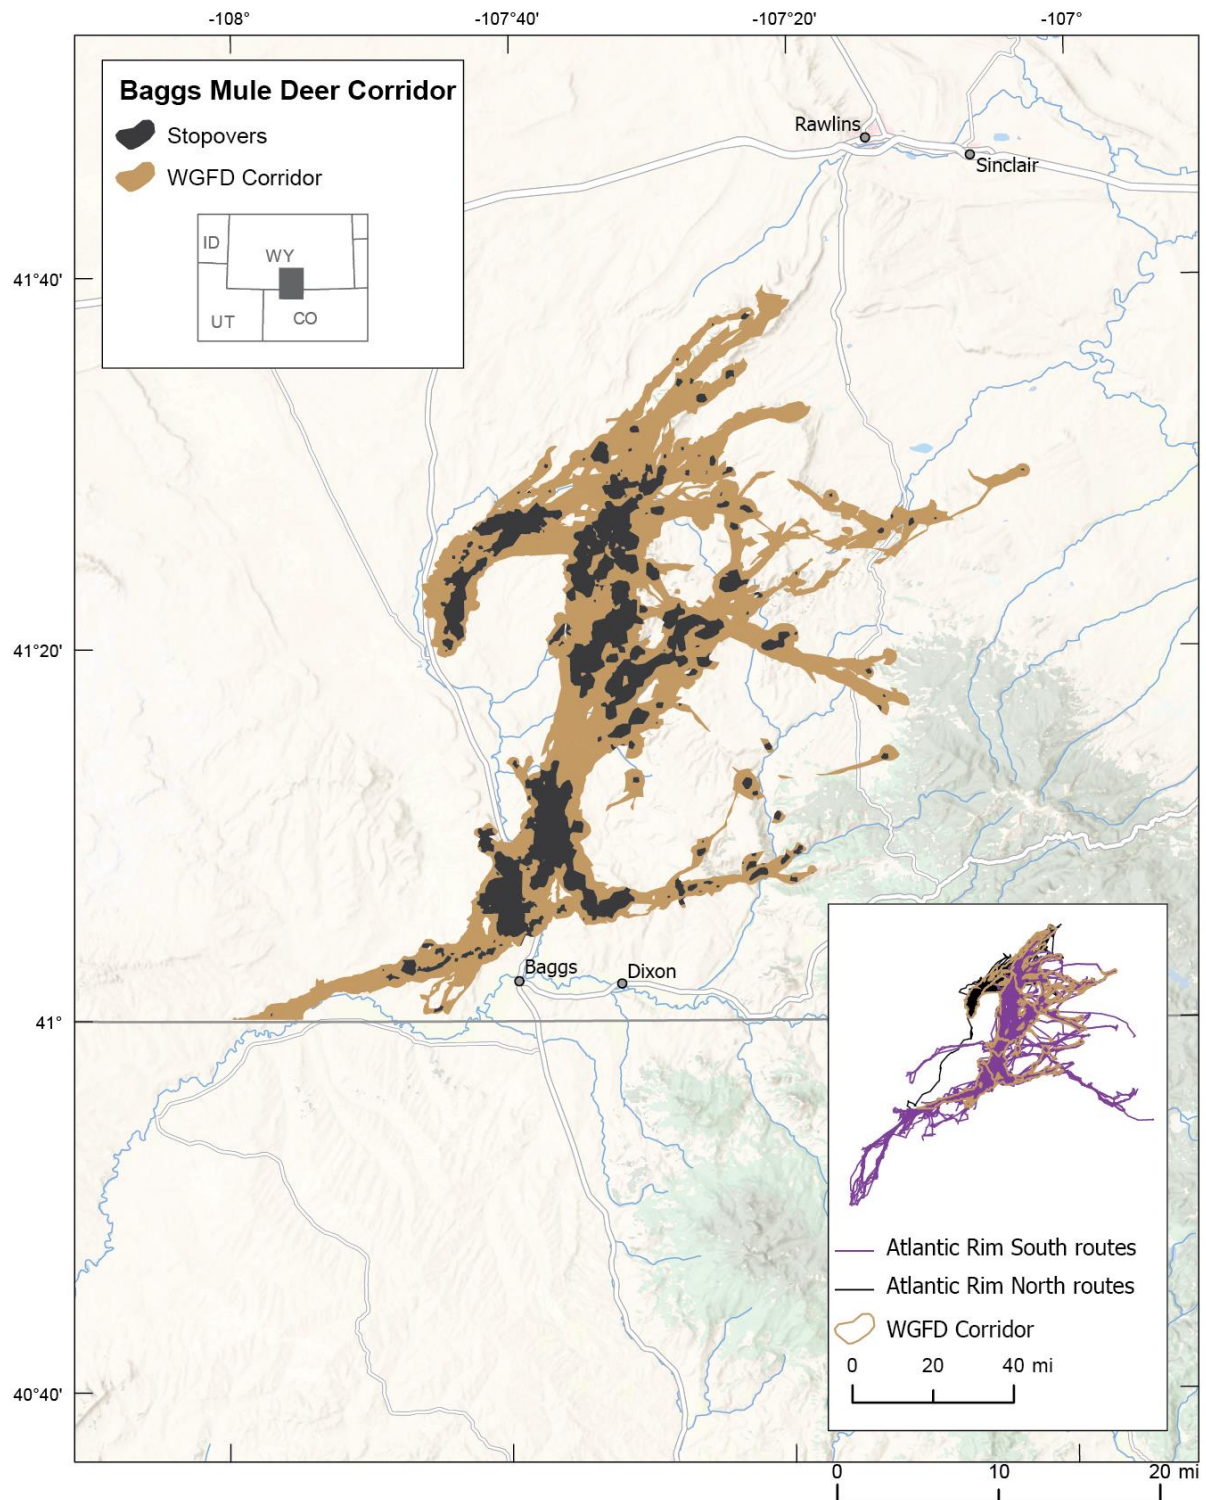 -108°
-107°40'
-107°20'
-107°
Baggs Mule Deer Corridor
Stopovers
WGFD Corridor
ID
WY
UT
CO
Rawlins
Sinclair
41°40'
41°20'
Baggs
Dixon
41°
Atlantic Rim South routes
Atlantic Rim North routes
WGFD Corridor
0 20 40 mi
40°40'
0 10 20 mi